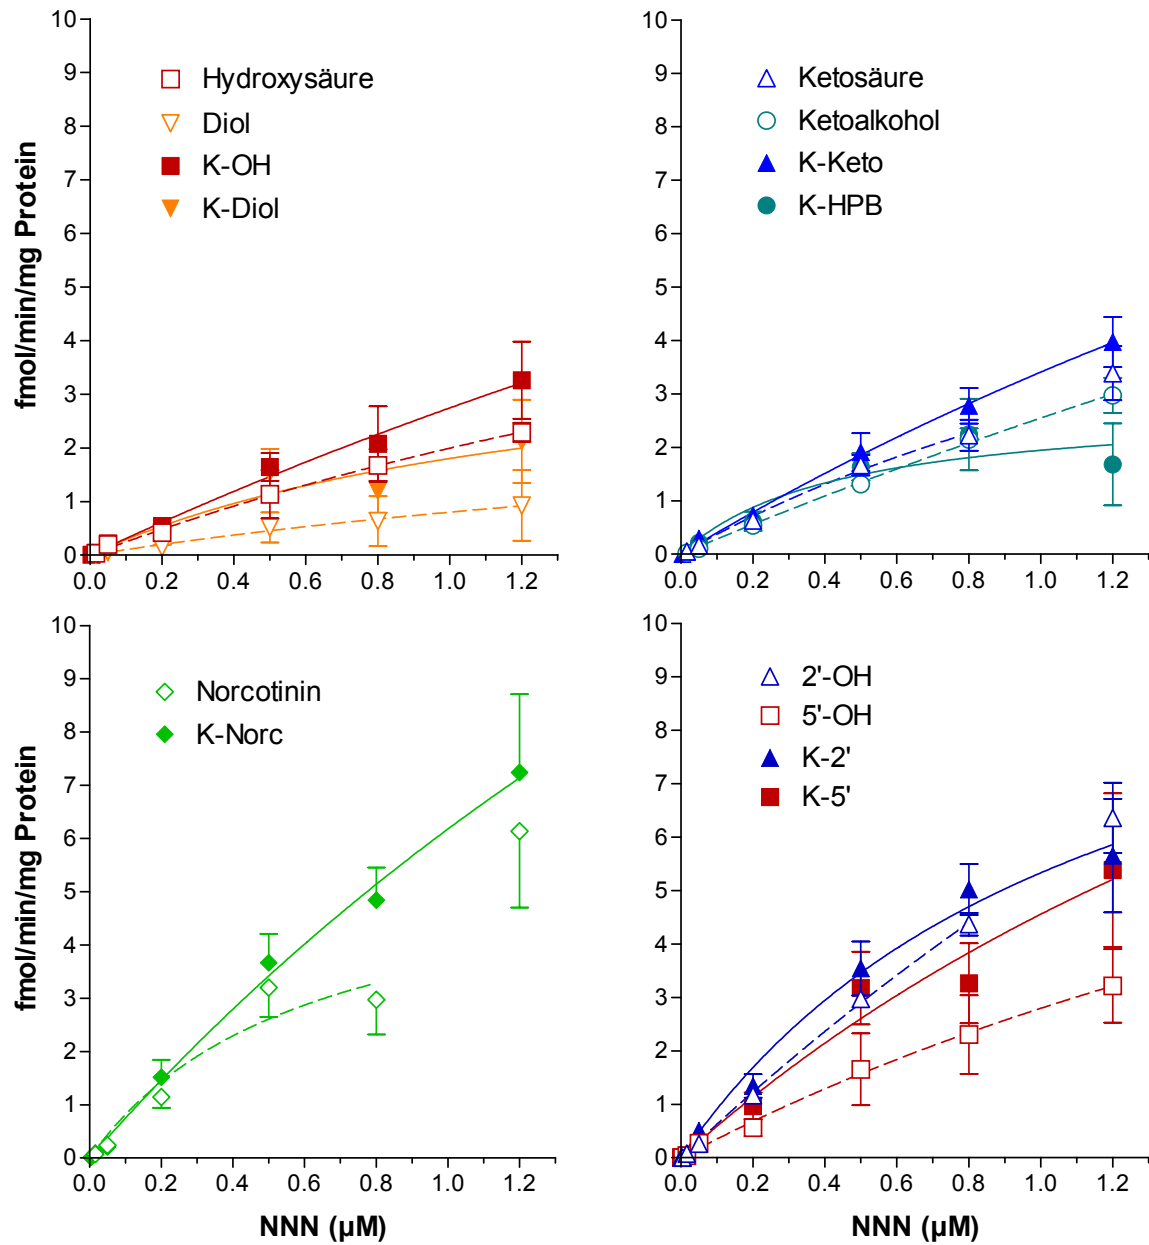 fmol/min/mg Protein
10
9
8
7
6
5
4
3
2
1
0
0.0 0.2 0.4 0.6 0.8 1.0 1.2
Hydroxysäure
Diol
K-OH
K-Diol
10
9
8
7
6
5
4
3
2
1
0
0.0 0.2 0.4 0.6 0.8 1.0 1.2
Ketosäure
Ketoalkohol
K-Keto
K-HPB
fmol/min/mg Protein
10
9
8
7
6
5
4
3
2
1
0
0.0 0.2 0.4 0.6 0.8 1.0 1.2
Norcotinin
K-Norc
NNN (µM)
10
9
8
7
6
5
4
3
2
1
0
0.0 0.2 0.4 0.6 0.8 1.0 1.2
2'-OH
5'-OH
K-2'
K-5'
NNN (µM)